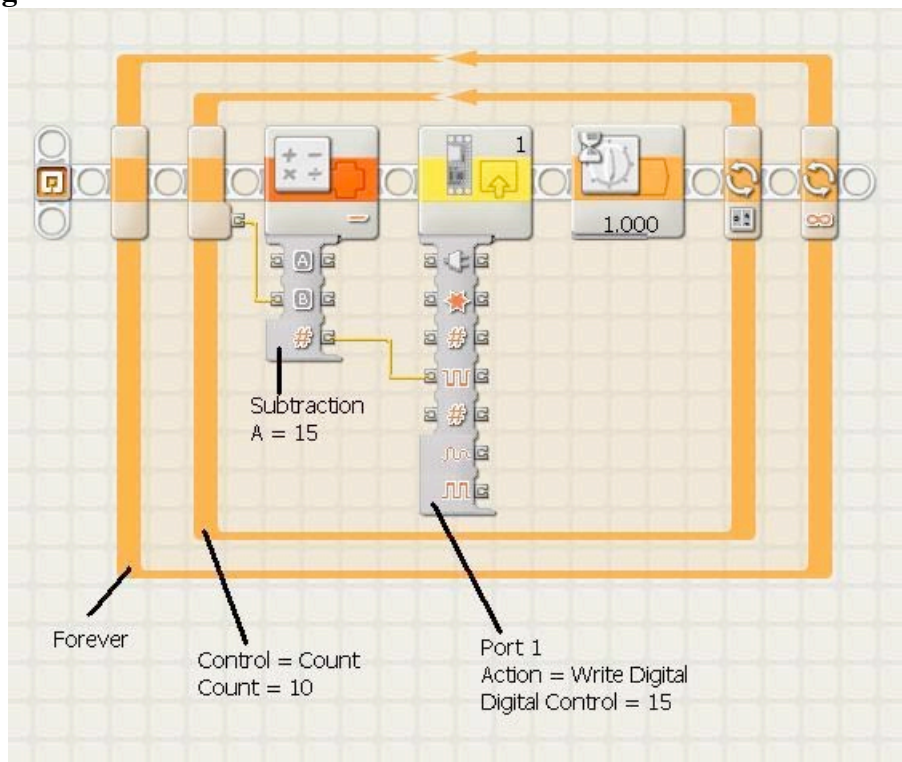 g
1
1.000
A
B
#
#
#
Subtraction
A = 15
Forever
Control = Count
Count = 10
Port 1
Action = Write Digital
Digital Control = 15